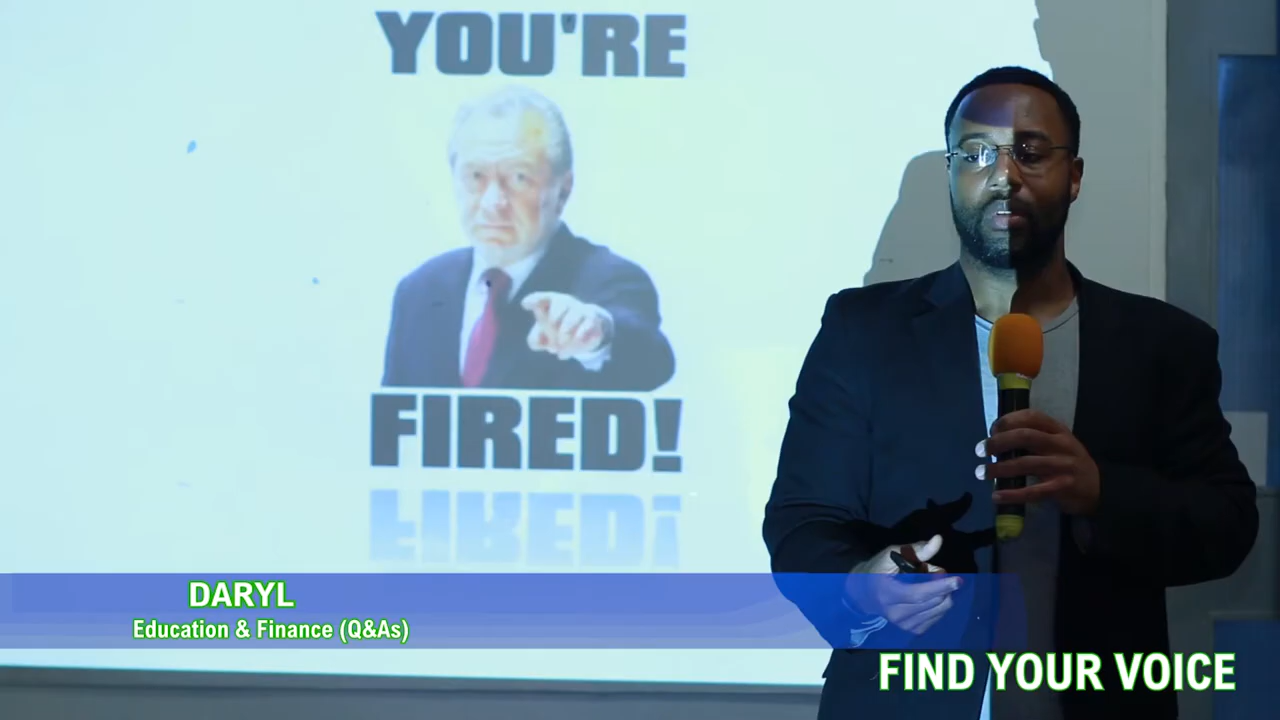 YOU'RE
FIRED!
DARYL
Education & Finance (Q&As)
FIND YOUR VOICE